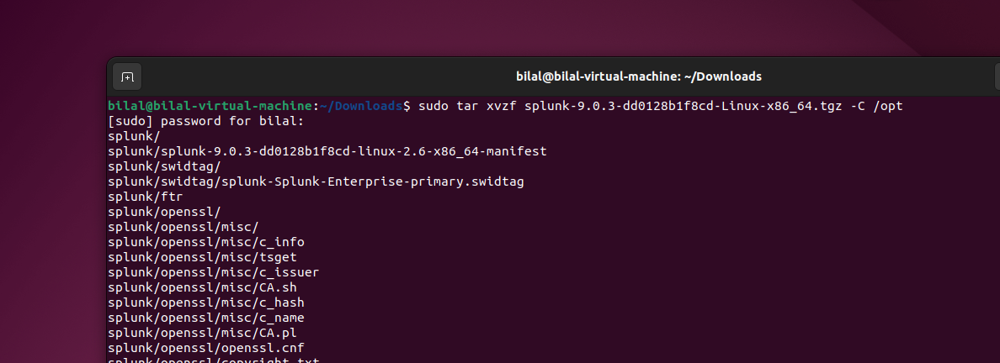 bilal@bilal-virtual-machine: ~/Downloads
bilal@bilal-virtual-machine:~/Downloads$ sudo tar xvzf splunk-9.0.3-dd0128b1f8cd-Linux-x86_64.tgz -C /opt
[sudo] password for bilal:
splunk/
splunk/splunk-9.0.3-dd0128b1f8cd-linux-2.6-x86_64-manifest
splunk/swidtag/
splunk/swidtag/splunk-Splunk-Enterprise-primary.swidtag
splunk/ftr
splunk/openssl/
splunk/openssl/misc/
splunk/openssl/misc/c_info
splunk/openssl/misc/tsget
splunk/openssl/misc/c_issuer
splunk/openssl/misc/CA.sh
splunk/openssl/misc/c_hash
splunk/openssl/misc/c_name
splunk/openssl/misc/CA.pl
splunk/openssl/openssl.cnf
splunk/openssl/copyright.txt